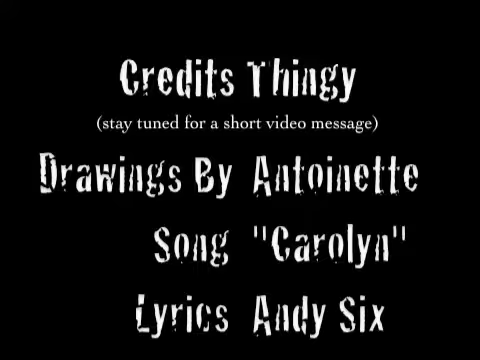 Credits Thingy
(stay tuned for a short video message)
Drawings By Antoinette
Song "Carolyn"
Lyrics Andy Six